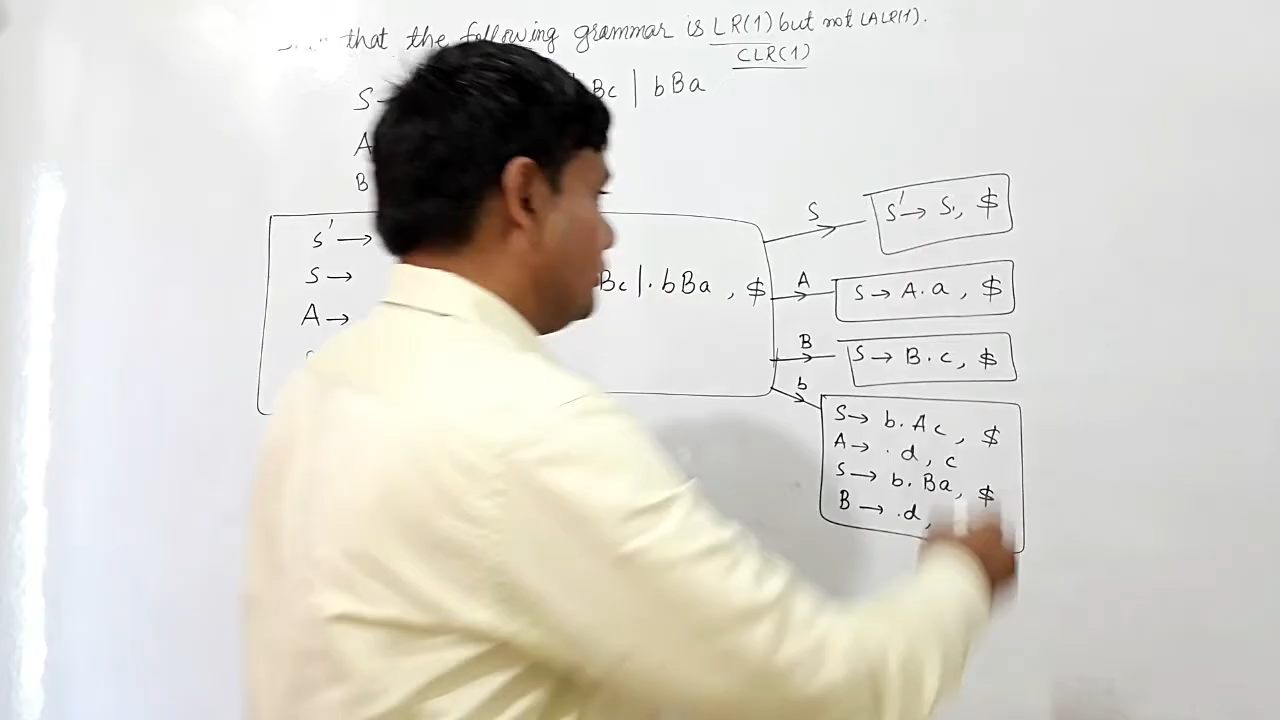 that the following grammar is LR(1) but not LALR(1).
CLR(1)
S → Bc | bBa
A
B
S' →
S → Bc | . bBa , $
A →
S
S' → S. , $
A
S → A . a , $
B
S → B . c , $
b
S → b . Ac , $
A → . d , c
S → b . Ba , $
B → . d ,